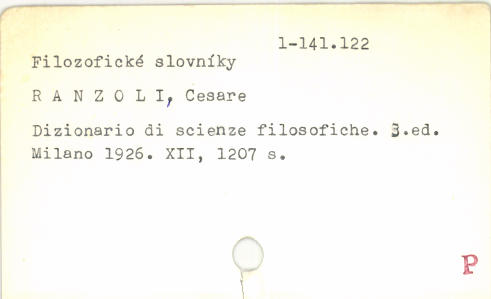 1-141.122
Filozofické slovníky
R A N Z O L I, Cesare
Dizionario di scienze filosofiche. 3.ed.
Milano 1926. XII, 1207 s.
P